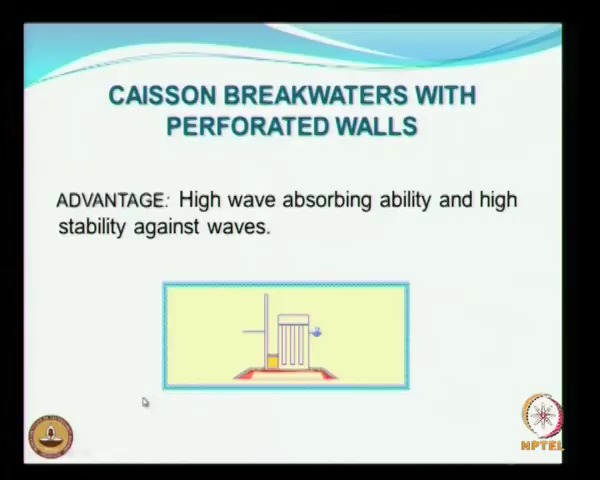 CAISSON BREAKWATERS WITH
PERFORATED WALLS
ADVANTAGE: High wave absorbing ability and high
stability against waves.
NPTEL